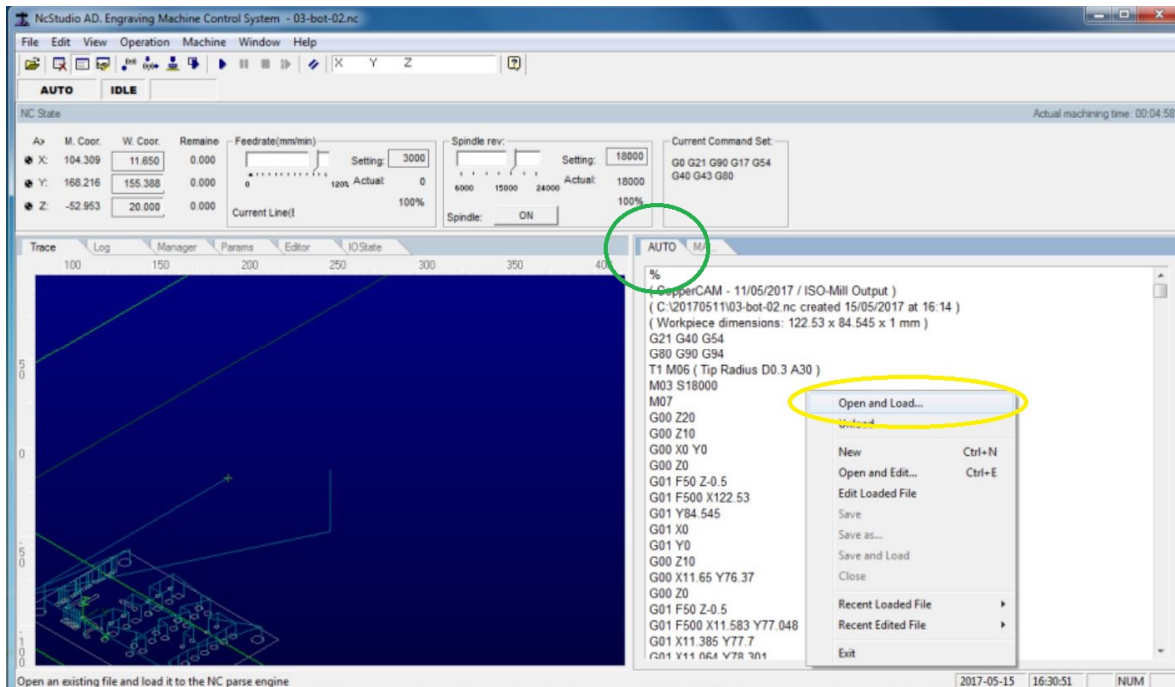 NcStudio AD. Engraving Machine Control System - 03-bot-02.nc
File Edit View Operation Machine Window Help
X Y Z
AUTO IDLE
NC State Actual machining time: 00:04:58
A> M. Coor. W. Coor. Remaine Feedrate(mm/min) Spindle rev: Current Command Set:
X: 104.309 11.650 0.000 Setting: 3000 Setting: 18000 G0 G21 G90 G17 G54
G40 G43 G80
Y: 168.216 155.388 0.000 0 120% Actual: 0 6000 15000 24000 Actual: 18000
100% 100%
Z: -52.953 20.000 0.000 Current Line(E Spindle: ON
Trace Log Manager Params Editor IOState
100 150 200 250 300 350 400
50
0
-50
-100
AUTO MA...
%
( CopperCAM - 11/05/2017 / ISO-Mill Output )
( C:\20170511\03-bot-02.nc created 15/05/2017 at 16:14 )
( Workpiece dimensions: 122.53 x 84.545 x 1 mm )
G21 G40 G54
G80 G90 G94
T1 M06 ( Tip Radius D0.3 A30 )
M03 S18000
M07
G00 Z20
G00 Z10
G00 X0 Y0
G00 Z0
G01 F50 Z-0.5
G01 F500 X122.53
G01 Y84.545
G01 X0
G01 Y0
G00 Z10
G00 X11.65 Y76.37
G00 Z0
G01 F50 Z-0.5
G01 F500 X11.583 Y77.048
G01 X11.385 Y77.7
G01 X11.064 Y78.301
Open and Load...
Unload
New Ctrl+N
Open and Edit... Ctrl+E
Edit Loaded File
Save
Save as...
Save and Load
Close
Recent Loaded File
Recent Edited File
Exit
Open an existing file and load it to the NC parse engine 2017-05-15 16:30:51 NUM